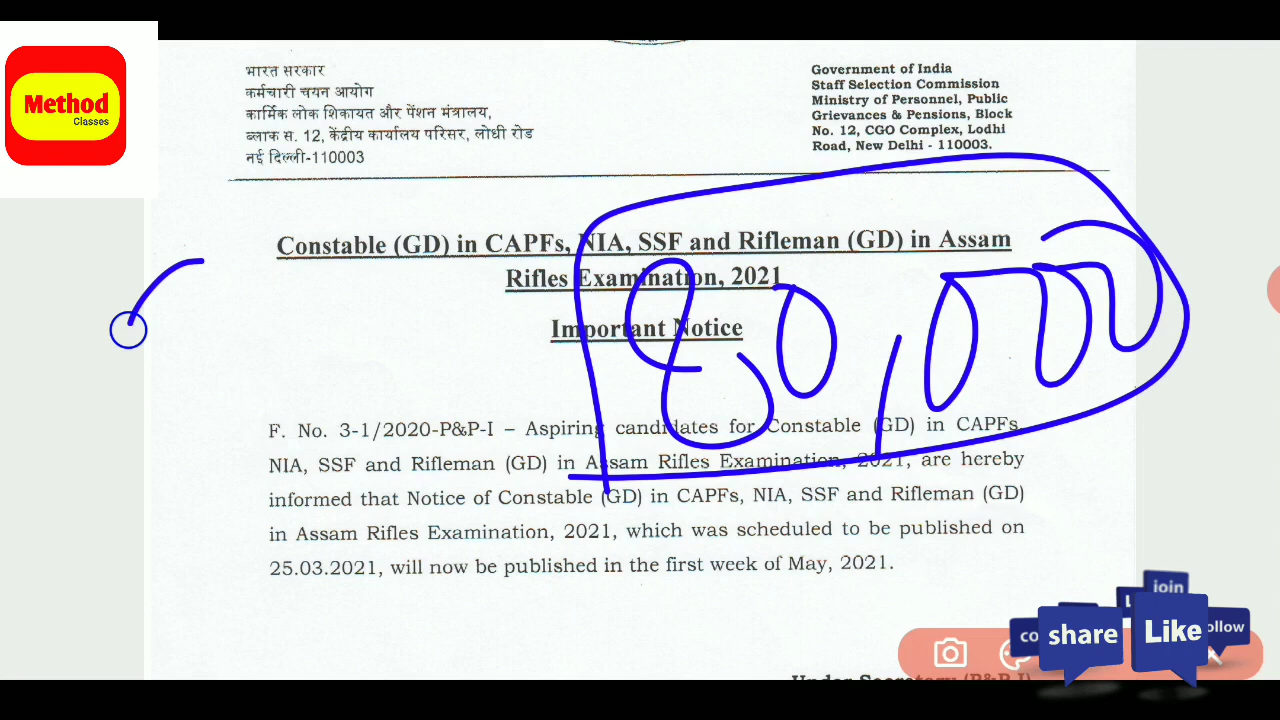 Method
Classes
भारत सरकार
कर्मचारी चयन आयोग
कार्मिक लोक शिकायत और पेंशन मंत्रालय,
ब्लाक स. 12, केंद्रीय कार्यालय परिसर, लोधी रोड
नई दिल्ली-110003
Government of India
Staff Selection Commission
Ministry of Personnel, Public
Grievances & Pensions, Block
No. 12, CGO Complex, Lodhi
Road, New Delhi - 110003.
Constable (GD) in CAPFs, NIA, SSF and Rifleman (GD) in Assam
Rifles Examination, 2021
Important Notice
80,000
F. No. 3-1/2020-P&P-I – Aspiring candidates for Constable (GD) in CAPFs,
NIA, SSF and Rifleman (GD) in Assam Rifles Examination, 2021, are hereby
informed that Notice of Constable (GD) in CAPFs, NIA, SSF and Rifleman (GD)
in Assam Rifles Examination, 2021, which was scheduled to be published on
25.03.2021, will now be published in the first week of May, 2021.
Under Secretary (P&P-I)
join
share
Like